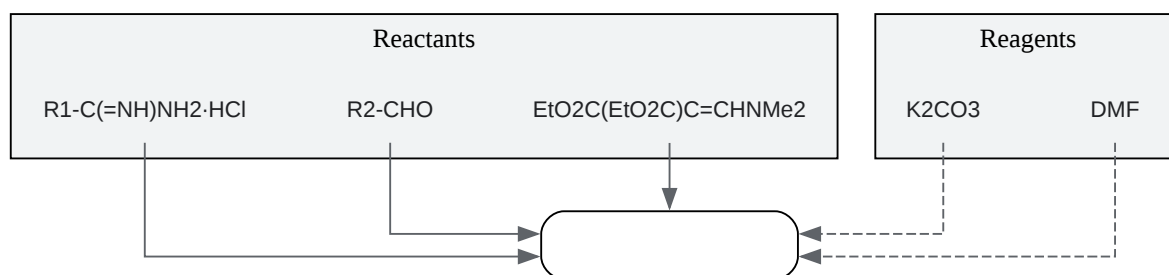 Reactants
Reagents
R1-C(=NH)NH2·HCl
R2-CHO
EtO2C(EtO2C)C=CHNMe2
K2CO3
DMF